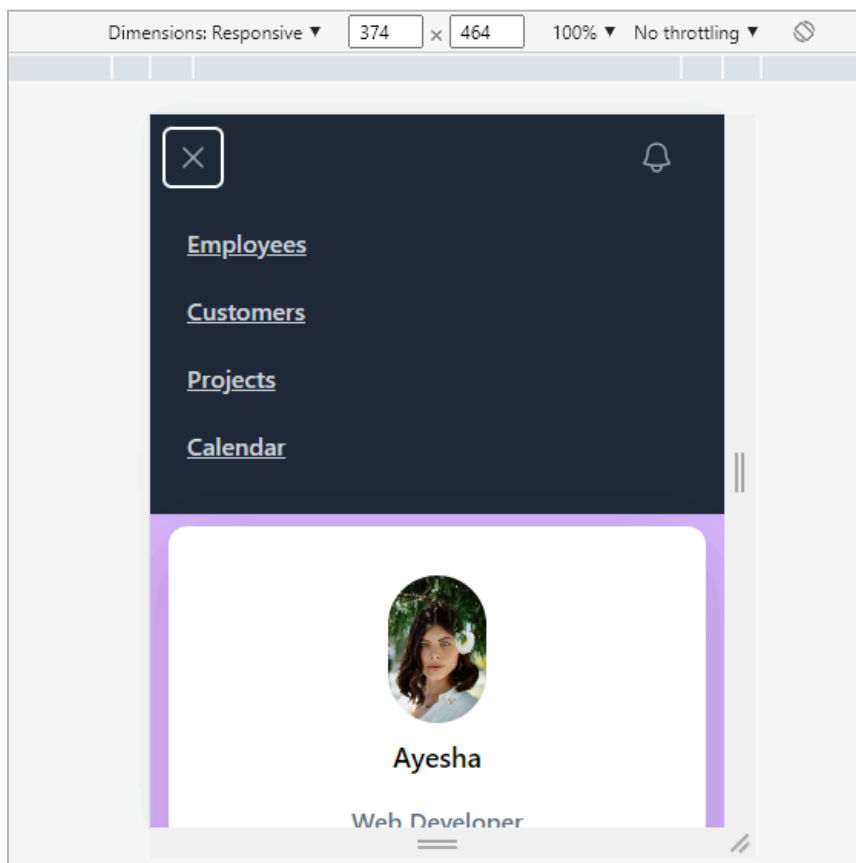 Dimensions: Responsive ▼ 374 × 464 100% ▼ No throttling ▼
Employees
Customers
Projects
Calendar
Ayesha
Web Developer